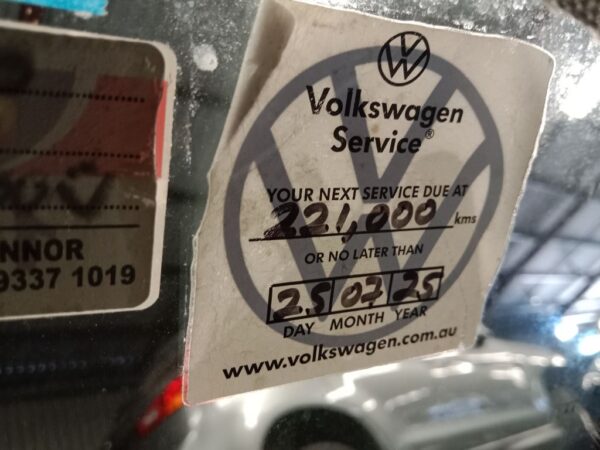 NNOR
9337 1019
Volkswagen
Service®
YOUR NEXT SERVICE DUE AT
221,000 kms
OR NO LATER THAN
25 07 25
DAY MONTH YEAR
www.volkswagen.com.au